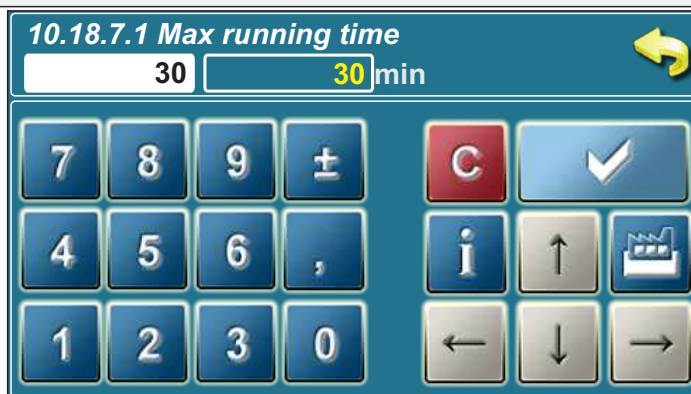 10.18.7.1 Max running time
30 30 min
7 8 9 ± C
4 5 6 , i ↑
1 2 3 0 ← ↓ →